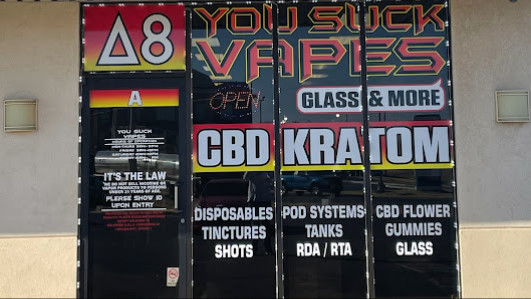 Δ8
YOU SUCK
VAPES
OPEN
GLASS & MORE
A
CBD KRATOM
YOU SUCK
VAPES
IT'S THE LAW
WE DO NOT SELL NICOTINE OR
VAPOR PRODUCTS TO PERSONS
UNDER 21 YEARS OF AGE.
PLEASE SHOW ID
UPON ENTRY
DISPOSABLES
TINCTURES
SHOTS
POD SYSTEMS
TANKS
RDA / RTA
CBD FLOWER
GUMMIES
GLASS